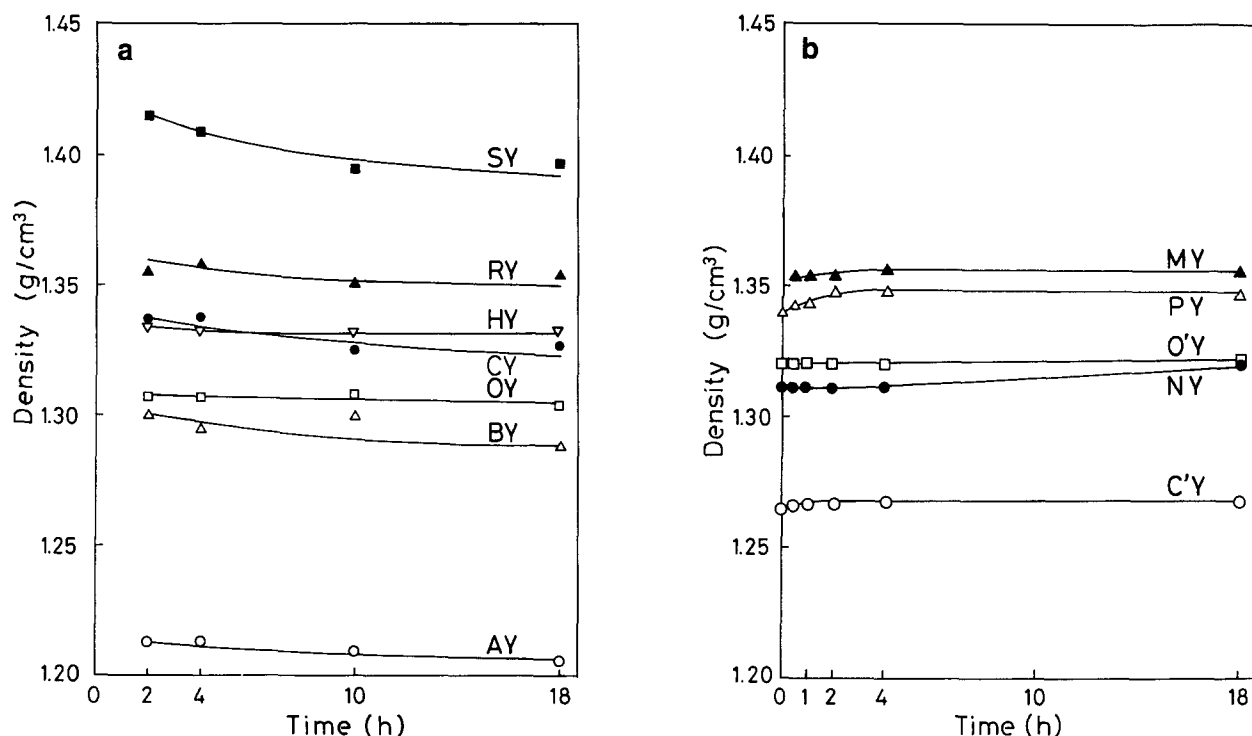 a
1.45
1.40
1.35
1.30
1.25
1.20
Density (g/cm³)
SY
RY
HY
CY
OY
BY
AY
0 2 4 10 18
Time (h)
b
1.45
1.40
1.35
1.30
1.25
1.20
Density (g/cm³)
MY
PY
O'Y
NY
C'Y
0 1 2 4 10 18
Time (h)